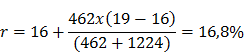 r = 16 + 462x(19 − 16) / (462 + 1224) = 16,8%